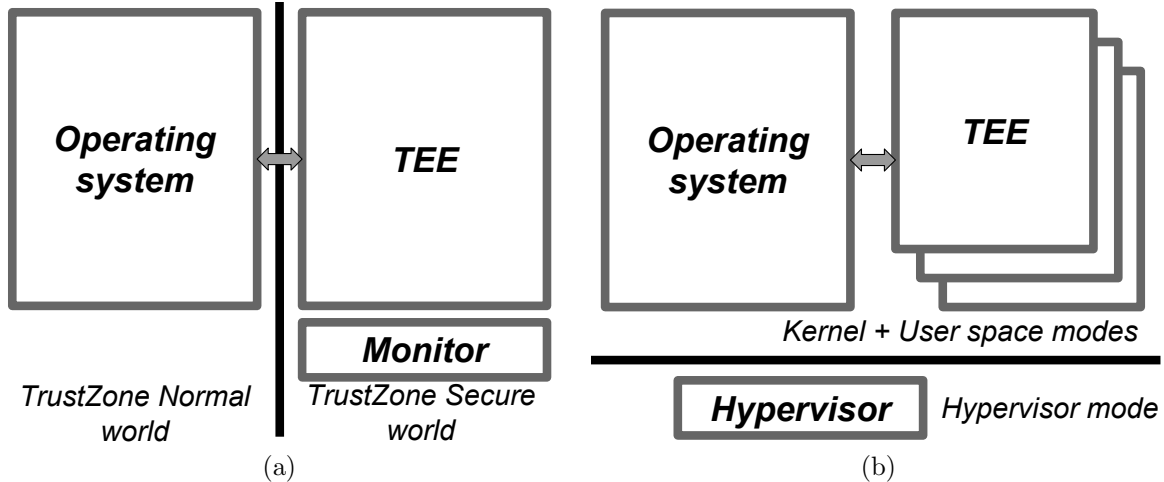 Operating
system
TEE
Monitor
TrustZone Normal
world
TrustZone Secure
world
(a)
Operating
system
TEE
Kernel + User space modes
Hypervisor
Hypervisor mode
(b)